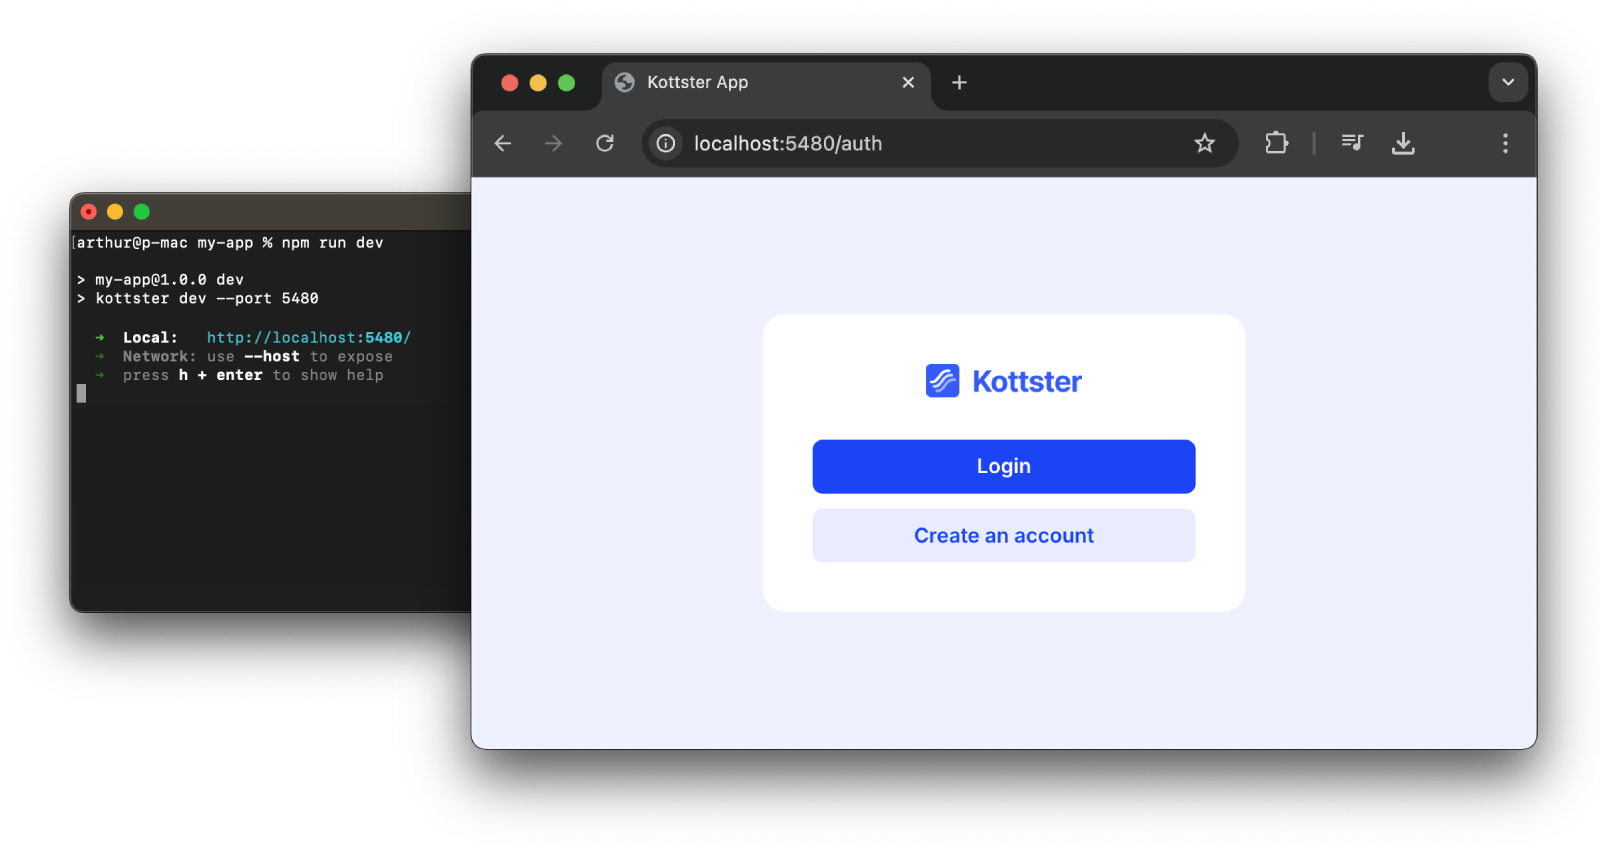 [arthur@p-mac my-app % npm run dev
> my-app@1.0.0 dev
> kottster dev --port 5480
➜ Local: http://localhost:5480/
➜ Network: use --host to expose
➜ press h + enter to show help
Kottster App
localhost:5480/auth
Kottster
Login
Create an account